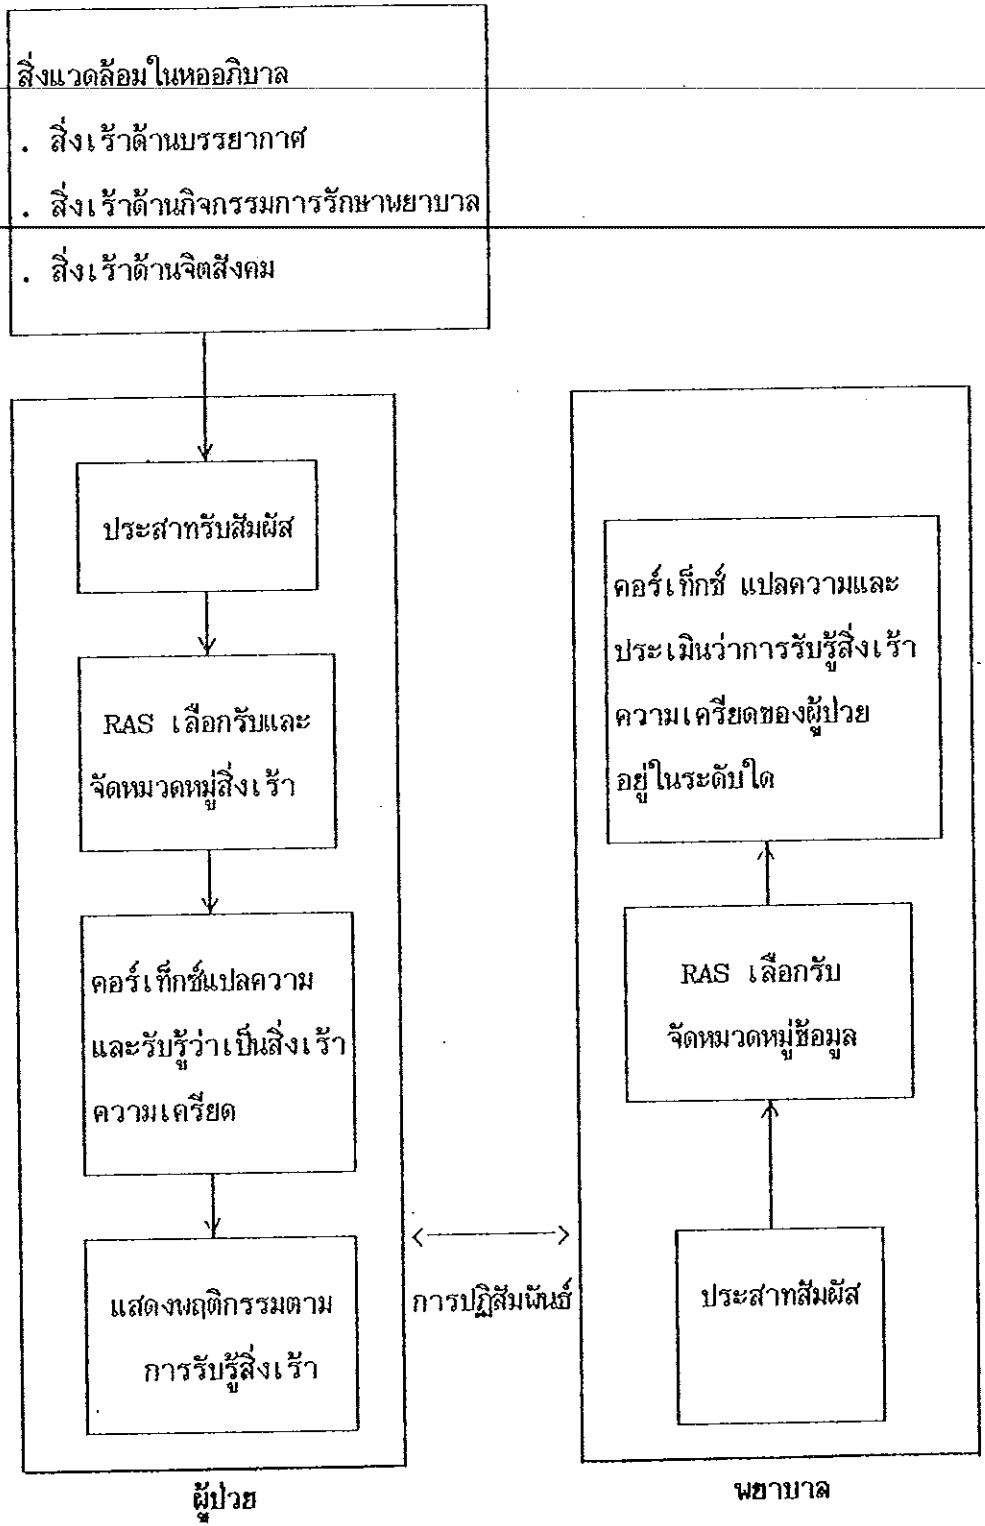 สิ่งแวดล้อมในหออภิบาล
. สิ่งเร้าด้านบรรยากาศ
. สิ่งเร้าด้านกิจกรรมการรักษาพยาบาล
. สิ่งเร้าด้านจิตสังคม
ประสาทรับสัมผัส
RAS เลือกรับและ
จัดหมวดหมู่สิ่งเร้า
คอร์เท็กซ์แปลความ
และรับรู้ว่าเป็นสิ่งเร้า
ความเครียด
แสดงพฤติกรรมตาม
การรับรู้สิ่งเร้า
ผู้ป่วย
การปฏิสัมพันธ์
คอร์เท็กซ์ แปลความและ
ประเมินว่าการรับรู้สิ่งเร้า
ความเครียดของผู้ป่วย
อยู่ในระดับใด
RAS เลือกรับ
จัดหมวดหมู่ข้อมูล
ประสาทสัมผัส
พยาบาล